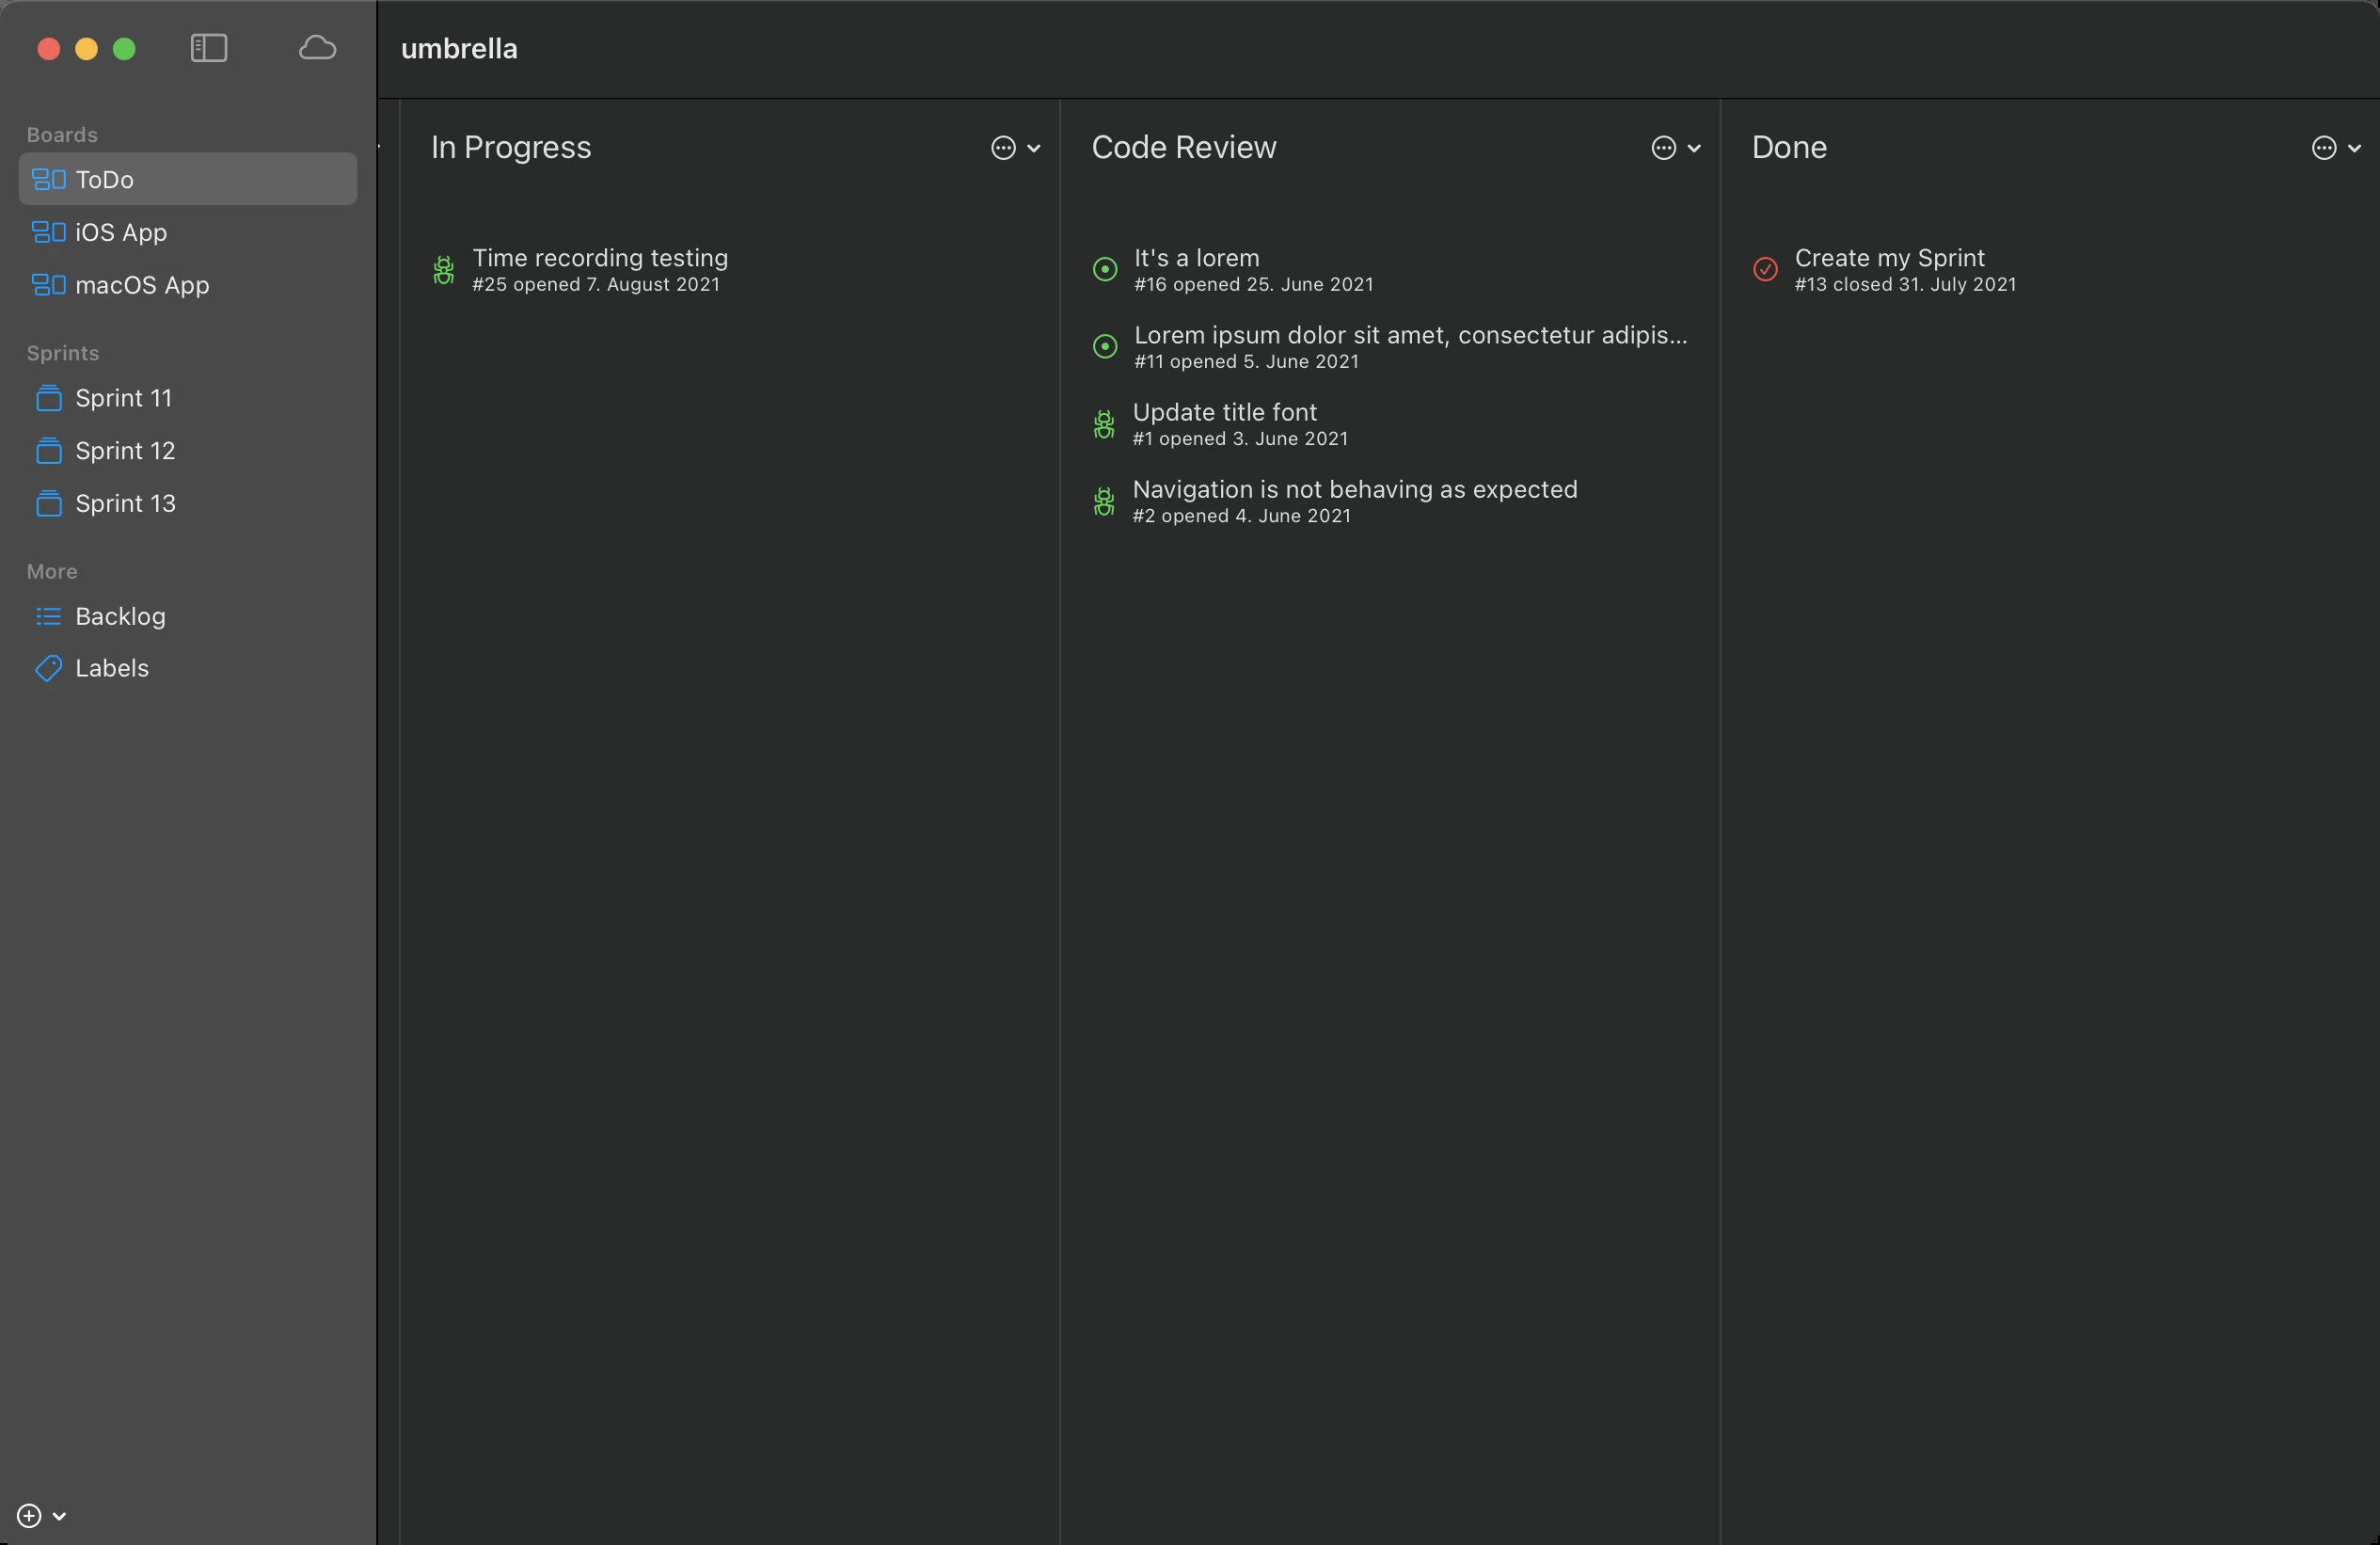 umbrella
Boards
ToDo
iOS App
macOS App
Sprints
Sprint 11
Sprint 12
Sprint 13
More
Backlog
Labels
In Progress
Time recording testing
#25 opened 7. August 2021
Code Review
It's a lorem
#16 opened 25. June 2021
Lorem ipsum dolor sit amet, consectetur adipis...
#11 opened 5. June 2021
Update title font
#1 opened 3. June 2021
Navigation is not behaving as expected
#2 opened 4. June 2021
Done
Create my Sprint
#13 closed 31. July 2021